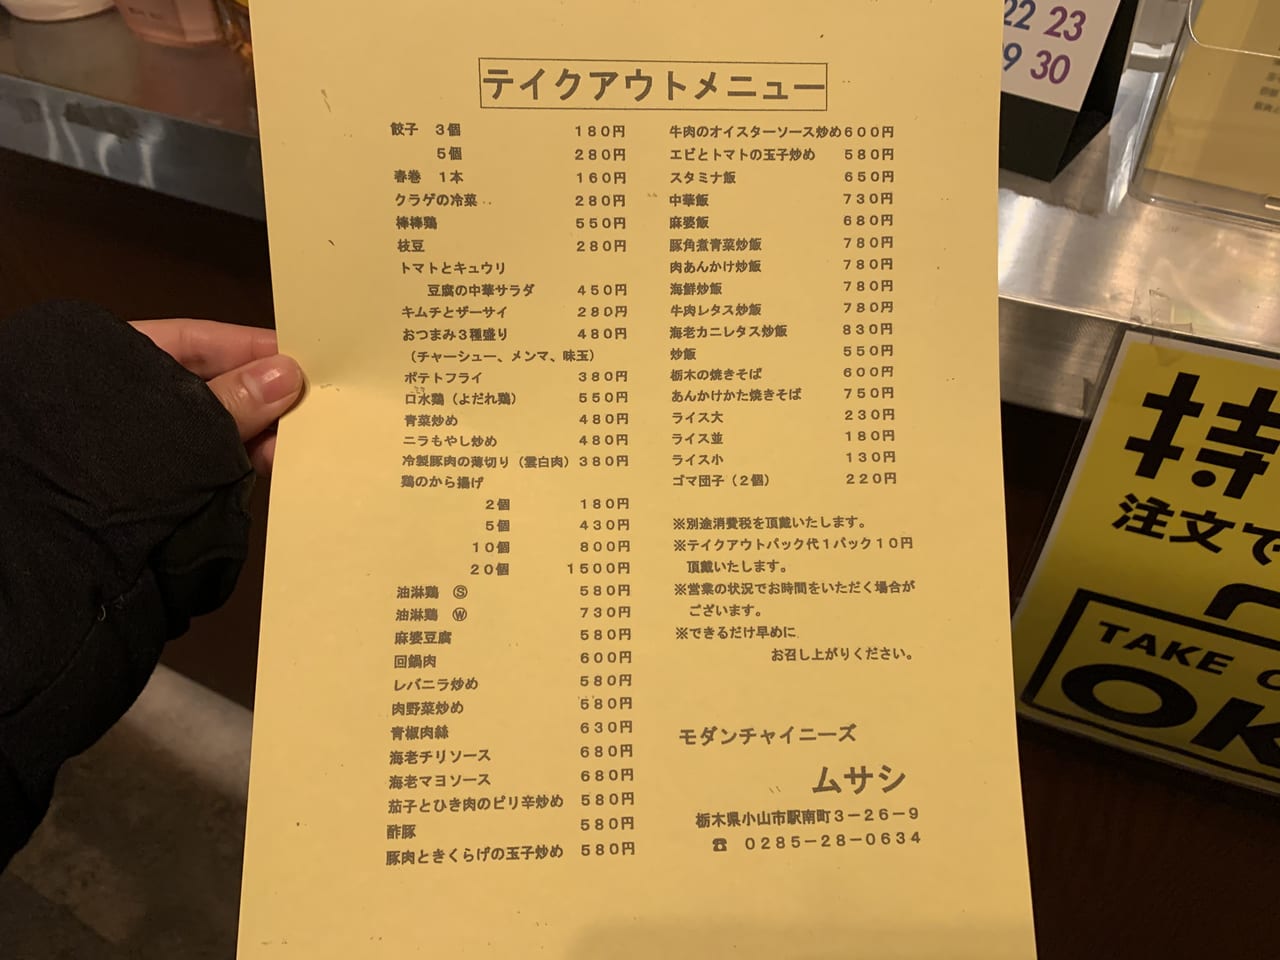 テイクアウトメニュー
餃子　3個　180円
5個　280円
春巻　1本　160円
クラゲの冷菜　280円
棒棒鶏　550円
枝豆　280円
トマトとキュウリ
豆腐の中華サラダ　450円
キムチとザーサイ　280円
おつまみ3種盛り　480円
（チャーシュー、メンマ、味玉）
ポテトフライ　380円
口水鶏（よだれ鶏）　550円
青菜炒め　480円
ニラもやし炒め　480円
冷製豚肉の薄切り（雲白肉）380円
鶏のから揚げ
2個　180円
5個　430円
10個　800円
20個　1500円
油淋鶏　Ⓢ　580円
油淋鶏　Ⓦ　730円
麻婆豆腐　580円
回鍋肉　600円
レバニラ炒め　580円
肉野菜炒め　580円
青椒肉絲　630円
海老チリソース　680円
海老マヨソース　680円
茄子とひき肉のピリ辛炒め　580円
酢豚　580円
豚肉ときくらげの玉子炒め　580円
牛肉のオイスターソース炒め600円
エビとトマトの玉子炒め　580円
スタミナ飯　650円
中華飯　730円
麻婆飯　680円
豚角煮青菜炒飯　780円
肉あんかけ炒飯　780円
海鮮炒飯　780円
牛肉レタス炒飯　780円
海老カニレタス炒飯　830円
炒飯　550円
栃木の焼きそば　600円
あんかけかた焼きそば　750円
ライス大　230円
ライス並　180円
ライス小　130円
ゴマ団子（2個）　220円
※別途消費税を頂戴いたします。
※テイクアウトパック代1パック10円
頂戴いたします。
※営業の状況でお時間をいただく場合が
ございます。
※できるだけ早めに
お召し上がりください。
モダンチャイニーズ
ムサシ
栃木県小山市駅南町3－26－9
☎　0285－28－0634
22 23
30
持
注文で
TAKE
OK